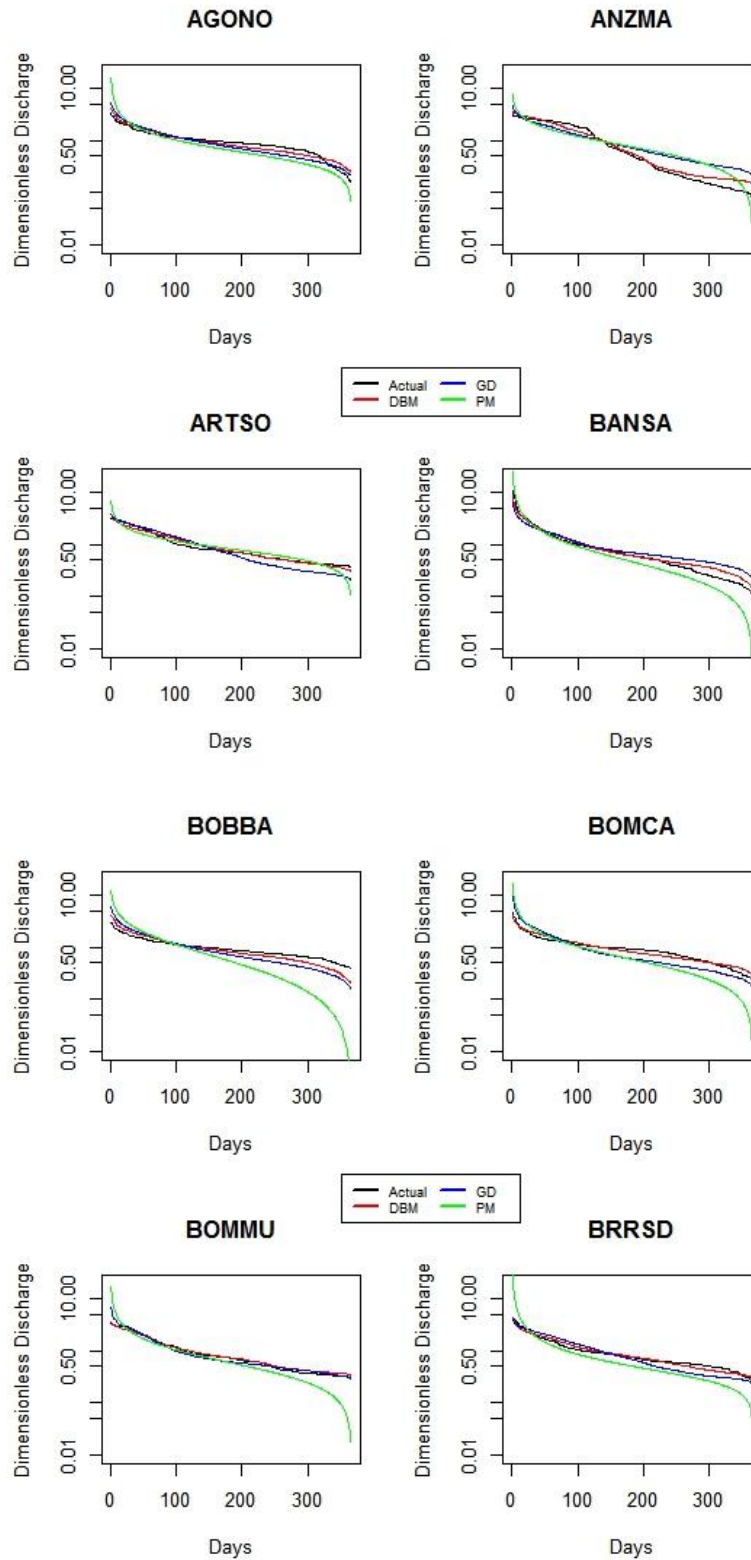 AGONO
ANZMA
Dimensionless Discharge
0.01 0.50 10.00
0 100 200 300
Days
Dimensionless Discharge
0.01 0.50 10.00
0 100 200 300
Days
Actual GD
DBM PM
ARTSO
BANSA
Dimensionless Discharge
0.01 0.50 10.00
0 100 200 300
Days
Dimensionless Discharge
0.01 0.50 10.00
0 100 200 300
Days
BOBBA
BOMCA
Dimensionless Discharge
0.01 0.50 10.00
0 100 200 300
Days
Dimensionless Discharge
0.01 0.50 10.00
0 100 200 300
Days
Actual GD
DBM PM
BOMMU
BRRSD
Dimensionless Discharge
0.01 0.50 10.00
0 100 200 300
Days
Dimensionless Discharge
0.01 0.50 10.00
0 100 200 300
Days